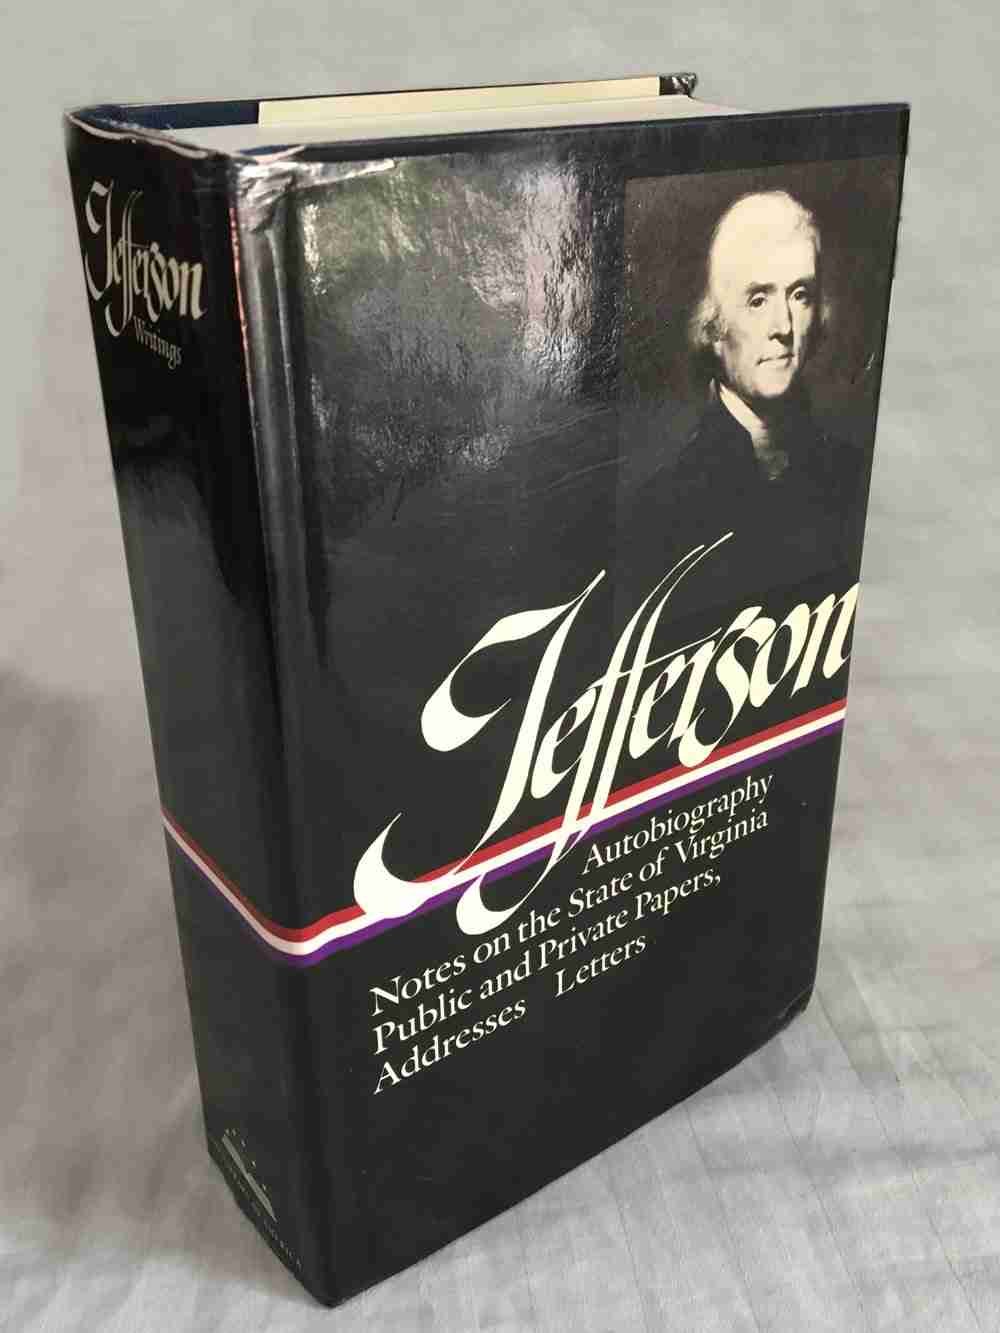 Jefferson
Writings
Jefferson
Autobiography
Notes on the State of Virginia
Public and Private Papers,
Addresses Letters